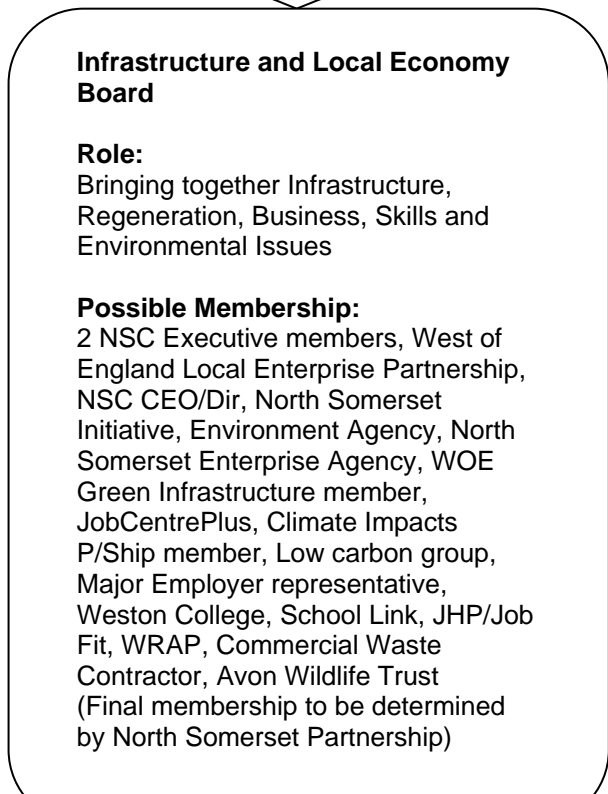 Infrastructure and Local Economy
Board
Role:
Bringing together Infrastructure,
Regeneration, Business, Skills and
Environmental Issues
Possible Membership:
2 NSC Executive members, West of
England Local Enterprise Partnership,
NSC CEO/Dir, North Somerset
Initiative, Environment Agency, North
Somerset Enterprise Agency, WOE
Green Infrastructure member,
JobCentrePlus, Climate Impacts
P/Ship member, Low carbon group,
Major Employer representative,
Weston College, School Link, JHP/Job
Fit, WRAP, Commercial Waste
Contractor, Avon Wildlife Trust
(Final membership to be determined
by North Somerset Partnership)